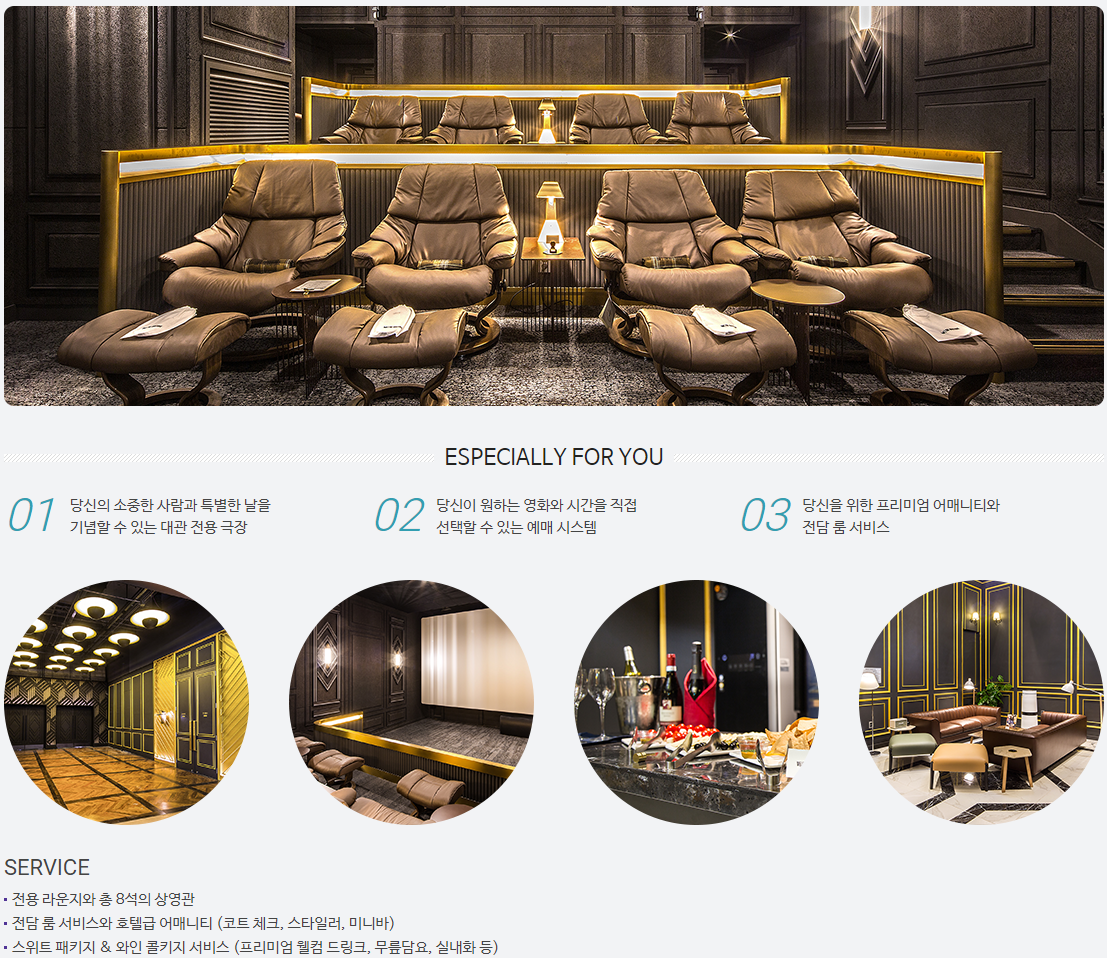 ESPECIALLY FOR YOU
01 당신의 소중한 사람과 특별한 날을
기념할 수 있는 대관 전용 극장
02 당신이 원하는 영화와 시간을 직접
선택할 수 있는 예매 시스템
03 당신을 위한 프리미엄 어매니티와
전담 룸 서비스
SERVICE
전용 라운지와 총 8석의 상영관
전담 룸 서비스와 호텔급 어매니티 (코트 체크, 스타일러, 미니바)
스위트 패키지 & 와인 콜키지 서비스 (프리미엄 웰컴 드링크, 무릎담요, 실내화 등)